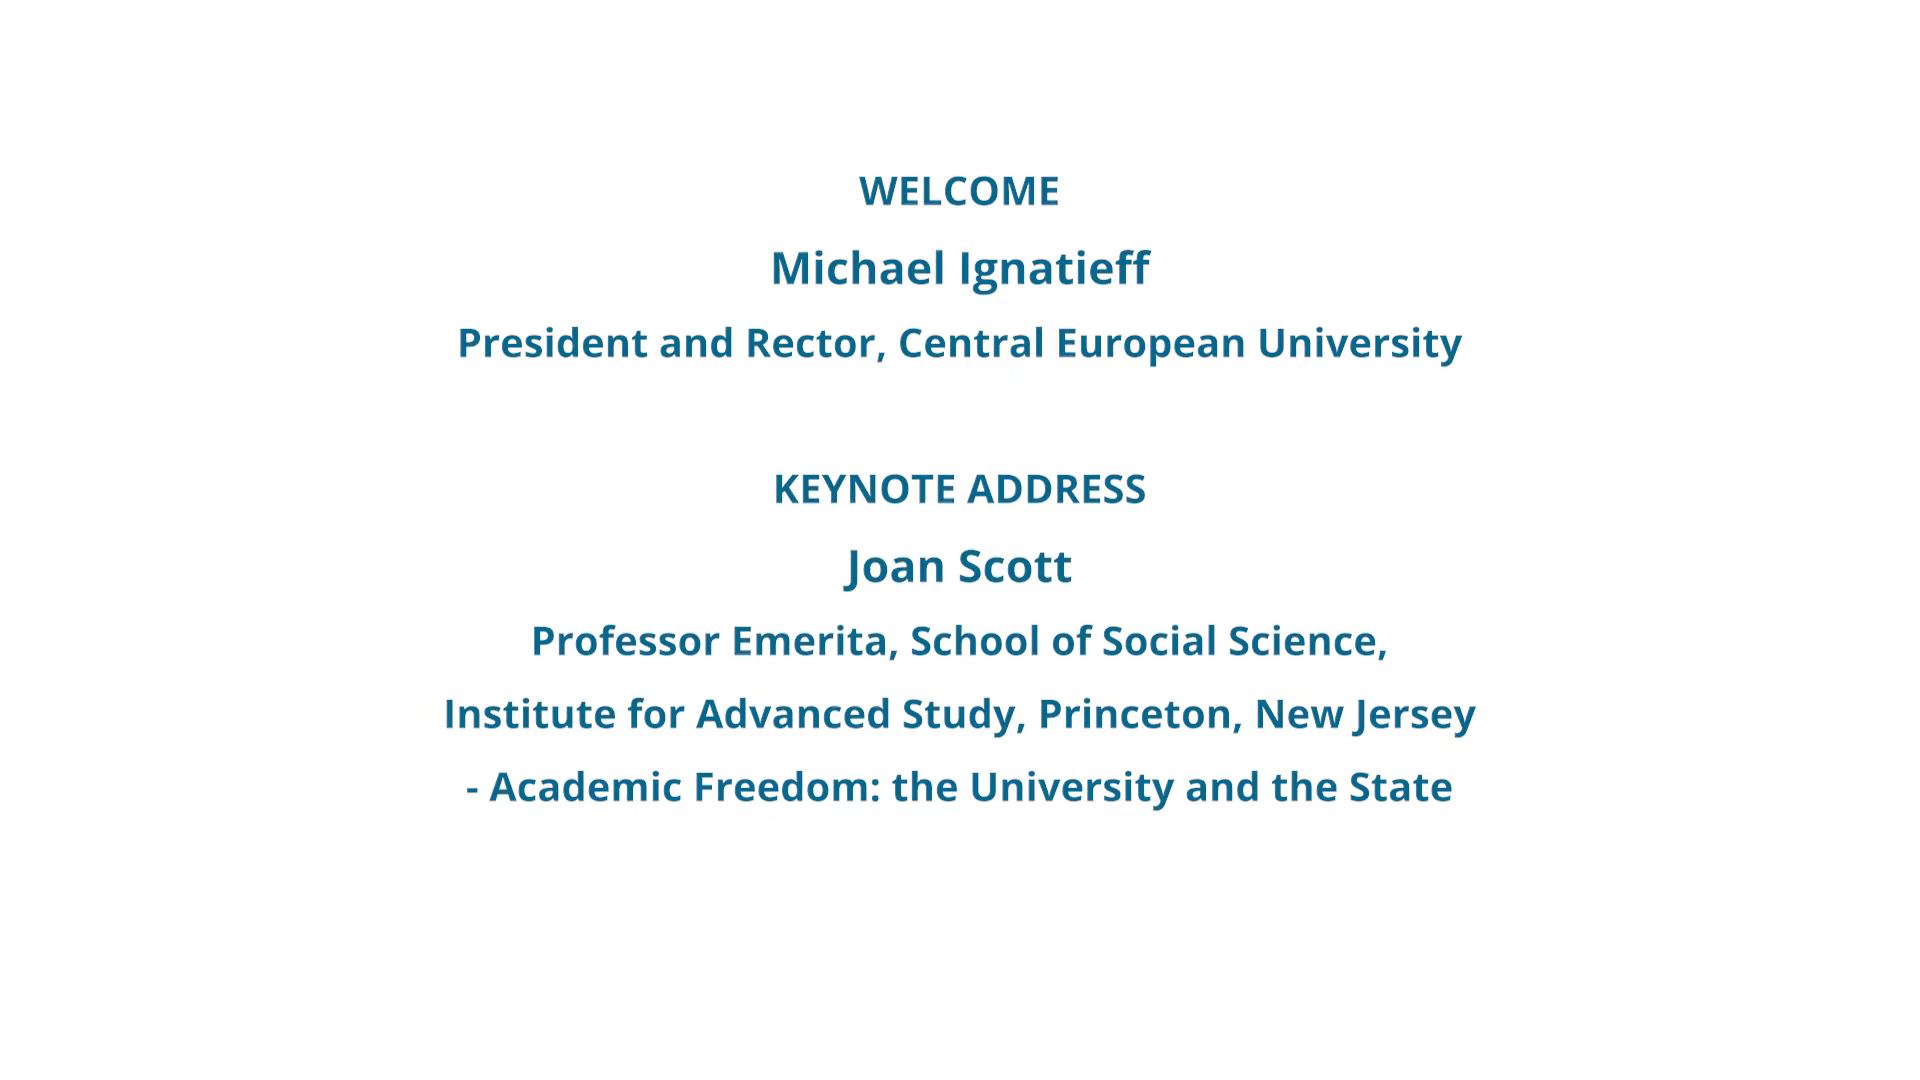 WELCOME
Michael Ignatieff
President and Rector, Central European University
KEYNOTE ADDRESS
Joan Scott
Professor Emerita, School of Social Science,
Institute for Advanced Study, Princeton, New Jersey
- Academic Freedom: the University and the State